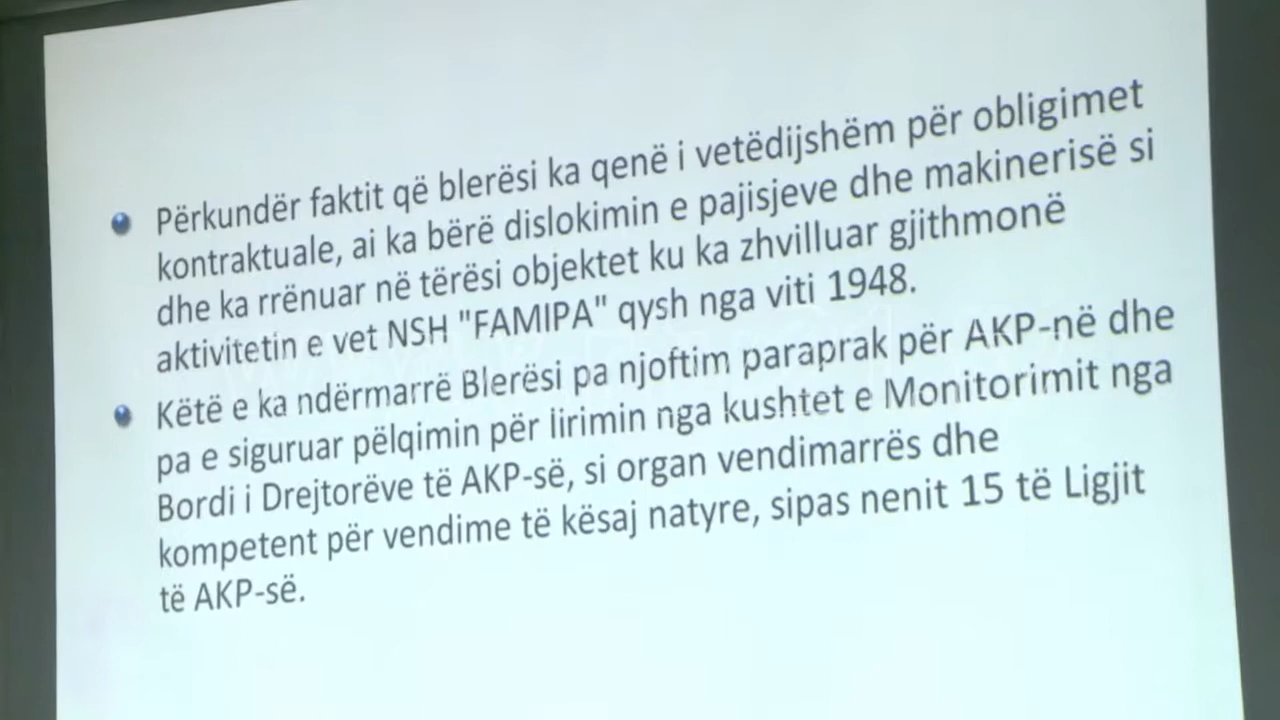 Përkundër faktit që blerësi ka qenë i vetëdijshëm për obligimet
kontraktuale, ai ka bërë dislokimin e pajisjeve dhe makinerisë si
dhe ka rrënuar në tërësi objektet ku ka zhvilluar gjithmonë
aktivitetin e vet NSH "FAMIPA" qysh nga viti 1948.
Këtë e ka ndërmarrë Blerësi pa njoftim paraprak për AKP-në dhe
pa e siguruar pëlqimin për lirimin nga kushtet e Monitorimit nga
Bordi i Drejtorëve të AKP-së, si organ vendimarrës dhe
kompetent për vendime të kësaj natyre, sipas nenit 15 të Ligjit
të AKP-së.